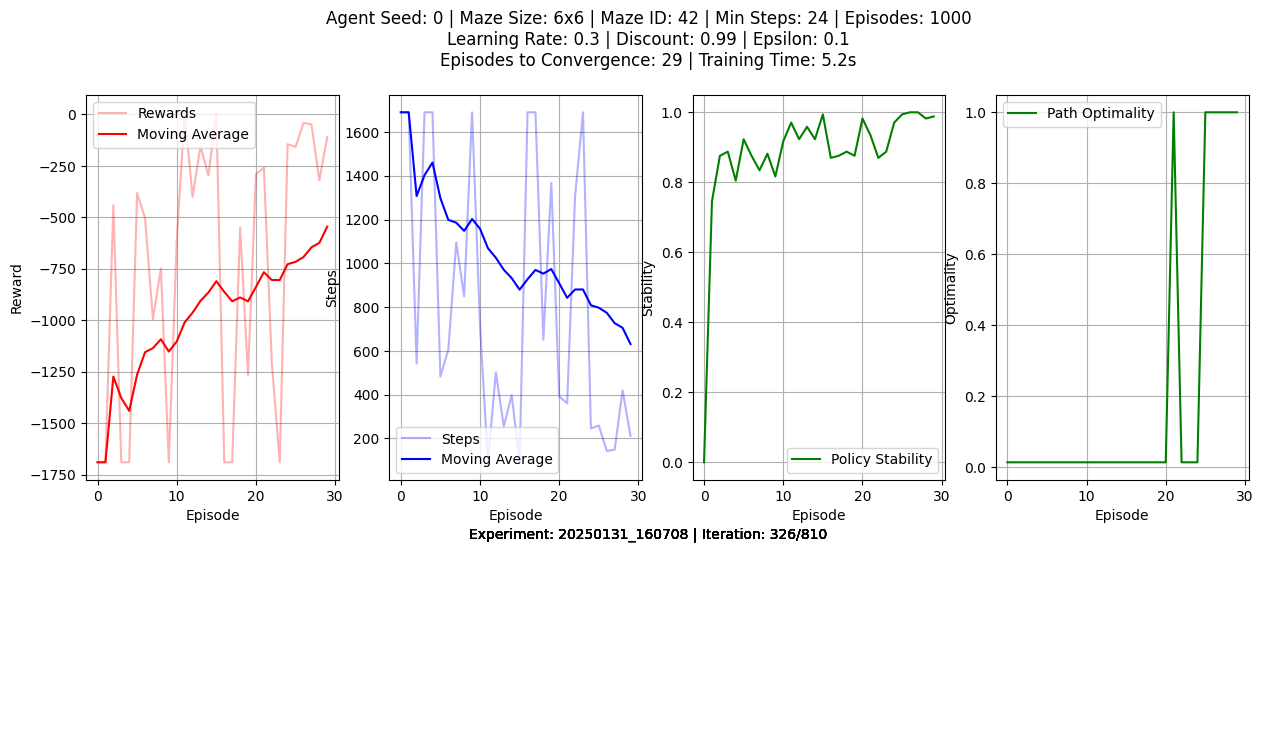 Agent Seed: 0 | Maze Size: 6x6 | Maze ID: 42 | Min Steps: 24 | Episodes: 1000
Learning Rate: 0.3 | Discount: 0.99 | Epsilon: 0.1
Episodes to Convergence: 29 | Training Time: 5.2s
Rewards
Moving Average
0
−250
−500
−750
−1000
−1250
−1500
−1750
Reward
0
10
20
30
Episode
Steps
Moving Average
1600
1400
1200
1000
800
600
400
200
Steps
0
10
20
30
Episode
Policy Stability
1.0
0.8
0.6
0.4
0.2
0.0
Stability
0
10
20
30
Episode
Path Optimality
1.0
0.8
0.6
0.4
0.2
0.0
Optimality
0
10
20
30
Episode
Experiment: 20250131_160708 | Iteration: 326/810